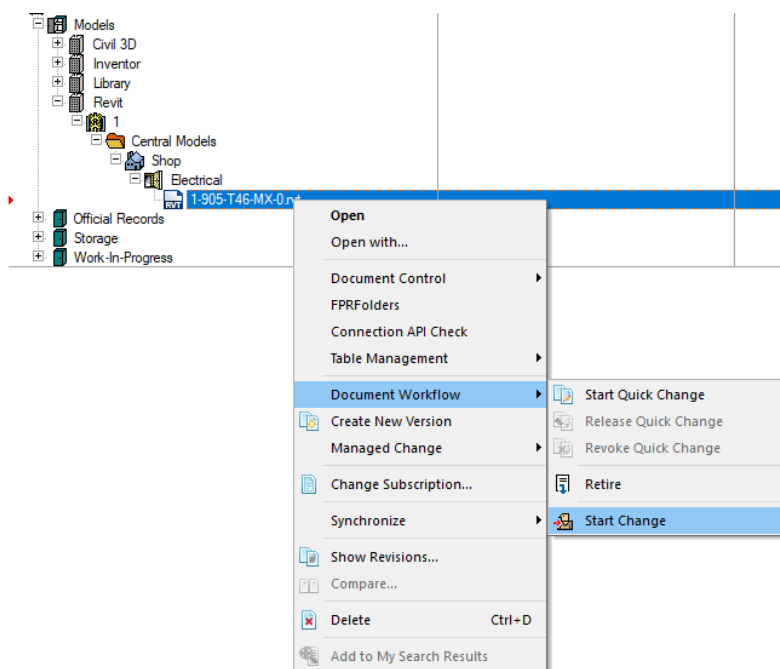 Models
Civil 3D
Inventor
Library
Revit
1
Central Models
Shop
Electrical
RVT 1-905-T46-MX-0.rvt
Official Records
Storage
Work-In-Progress
Open
Open with...
Document Control
FPRFolders
Connection API Check
Table Management
Document Workflow
Create New Version
Managed Change
Change Subscription...
Synchronize
Show Revisions...
Compare...
Delete Ctrl+D
Add to My Search Results
Start Quick Change
Release Quick Change
Revoke Quick Change
Retire
Start Change